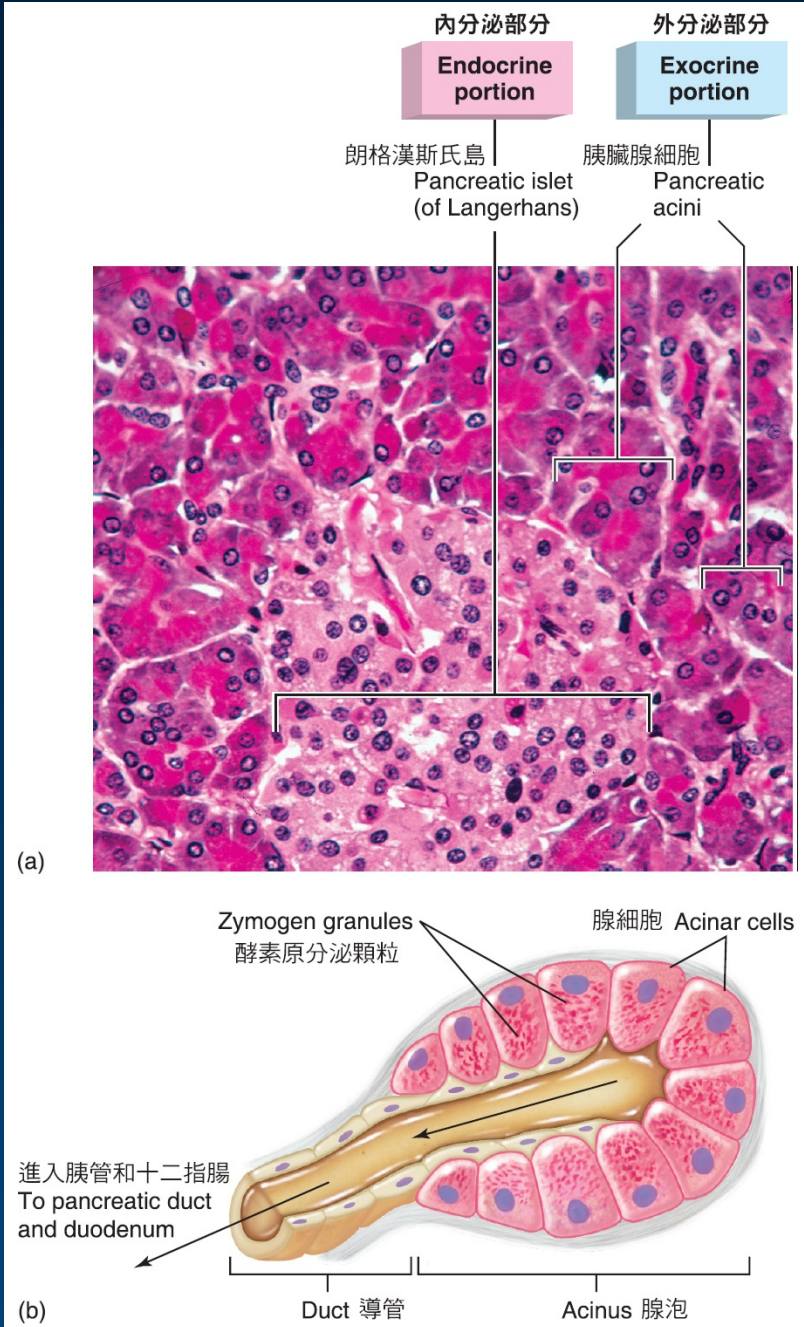 內分泌部分
Endocrine
portion
外分泌部分
Exocrine
portion
朗格漢斯氏島
Pancreatic islet
(of Langerhans)
胰臟腺細胞
Pancreatic
acini
(a)
Zymogen granules
酵素原分泌顆粒
腺細胞 Acinar cells
進入胰管和十二指腸
To pancreatic duct
and duodenum
Duct 導管
Acinus 腺泡
(b)